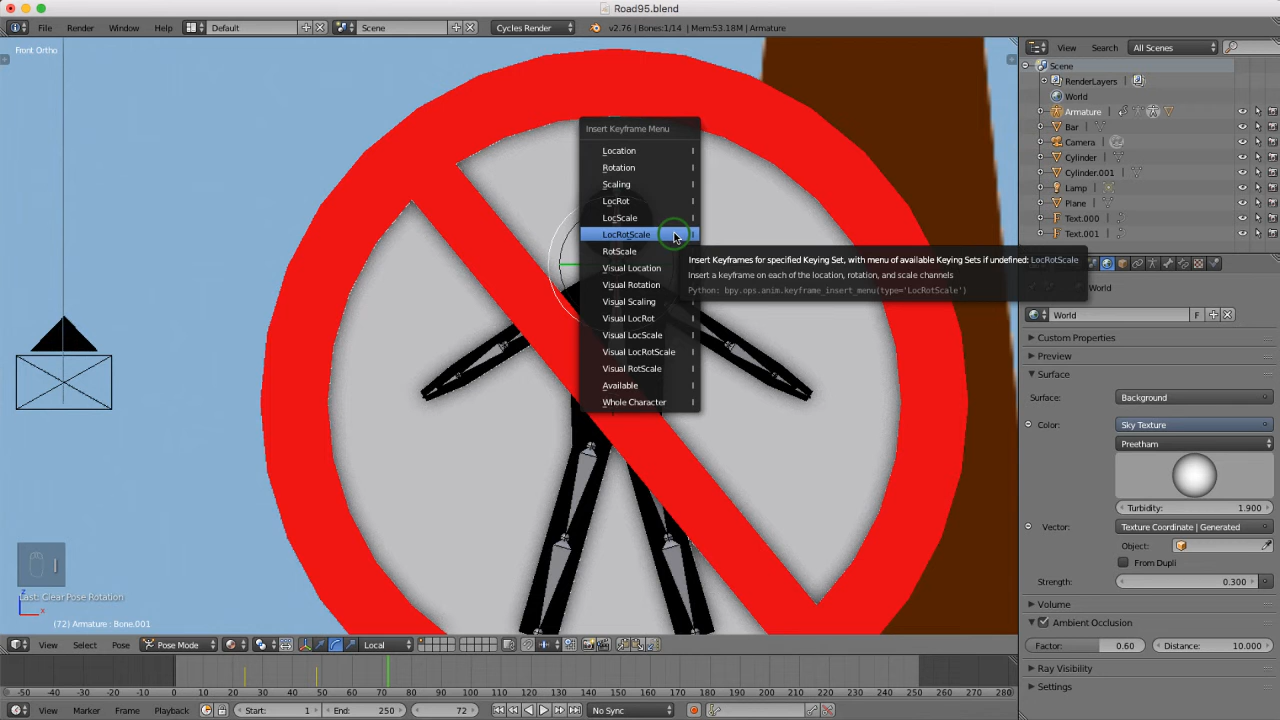 Road95.blend
File Render Window Help Default Scene Cycles Render v2.76 | Bones:1/14 | Mem:53.18M | Armature
Front Ortho
View Search All Scenes
Scene
RenderLayers
World
Armature
Bar
Camera
Cylinder
Cylinder.001
Lamp
Plane
Text.000
Text.001
Insert Keyframe Menu
Location I
Rotation I
Scaling I
LocRot I
LocScale I
LocRotScale I
RotScale I
Visual Location I
Visual Rotation I
Visual Scaling I
Visual LocRot I
Visual LocScale I
Visual LocRotScale I
Visual RotScale I
Available I
Whole Character I
Insert Keyframes for specified Keying Set, with menu of available Keying Sets if undefined: LocRotScale
Insert a keyframe on each of the location, rotation, and scale channels
Python: bpy.ops.anim.keyframe_insert_menu(type='LocRotScale')
World
World F
Custom Properties
Preview
Surface
Surface: Background
Color: Sky Texture
Preetham
Turbidity: 1.900
Vector: Texture Coordinate | Generated
Object:
From Dupli
Strength: 0.300
Volume
Ambient Occlusion
Factor: 0.60 Distance: 10.000
Ray Visibility
Settings
I
Last: Clear Pose Rotation
z
x
(72) Armature : Bone.001
View Select Pose Pose Mode Local
-50 -40 -30 -20 -10 0 10 20 30 40 50 60 70 80 90 100 110 120 130 140 150 160 170 180 190 200 210 220 230 240 250 260 270 280
View Marker Frame Playback Start: 1 End: 250 72 No Sync